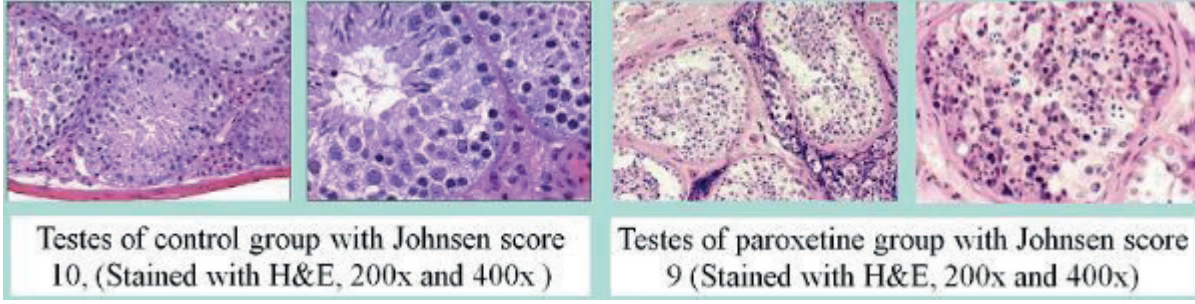 Testes of control group with Johnsen score
10, (Stained with H&E, 200x and 400x )
Testes of paroxetine group with Johnsen score
9 (Stained with H&E, 200x and 400x)